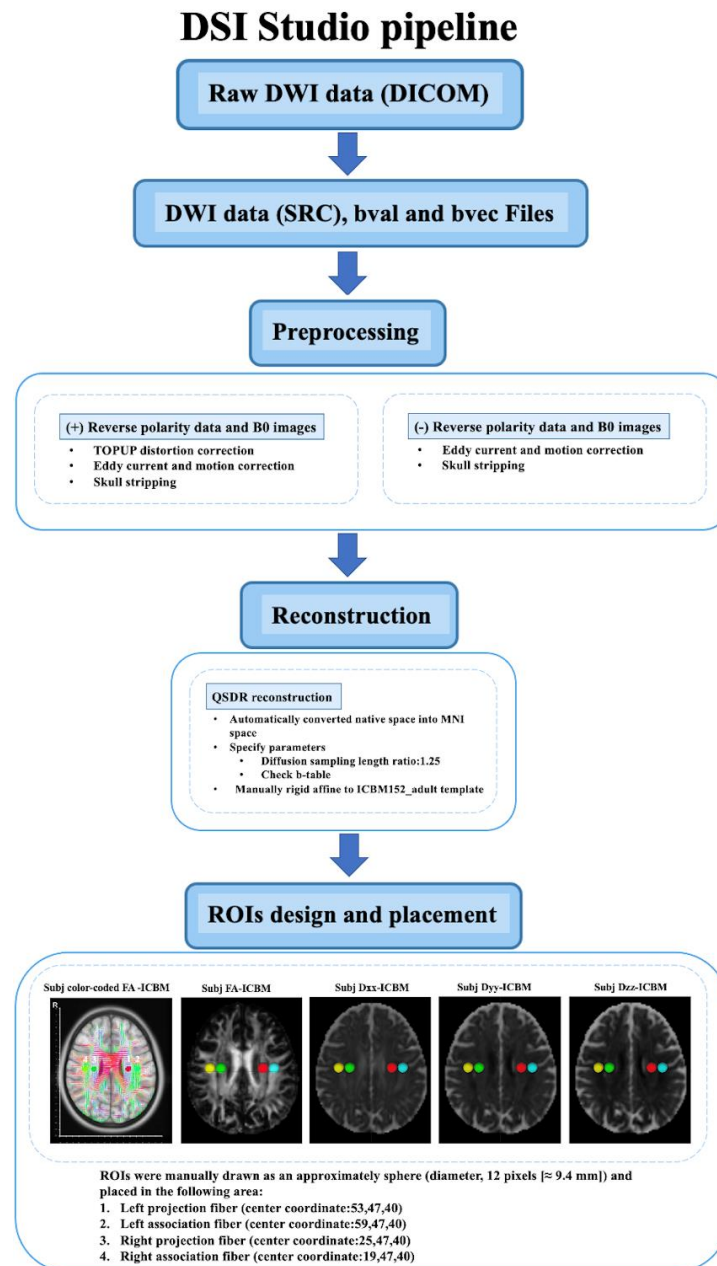 DSI Studio pipeline
Raw DWI data (DICOM)
DWI data (SRC), bval and bvec Files
Preprocessing
(+) Reverse polarity data and B0 images
• TOPUP distortion correction
• Eddy current and motion correction
• Skull stripping
(-) Reverse polarity data and B0 images
• Eddy current and motion correction
• Skull stripping
Reconstruction
QSDR reconstruction
• Automatically converted native space into MNI
space
• Specify parameters
• Diffusion sampling length ratio:1.25
• Check b-table
• Manually rigid affine to ICBM152_adult template
ROIs design and placement
Subj color-coded FA -ICBM
Subj FA-ICBM
Subj Dxx-ICBM
Subj Dyy-ICBM
Subj Dzz-ICBM
R
4 3 1 2
ROIs were manually drawn as an approximately sphere (diameter, 12 pixels [≈ 9.4 mm]) and
placed in the following area:
1. Left projection fiber (center coordinate:53,47,40)
2. Left association fiber (center coordinate:59,47,40)
3. Right projection fiber (center coordinate:25,47,40)
4. Right association fiber (center coordinate:19,47,40)